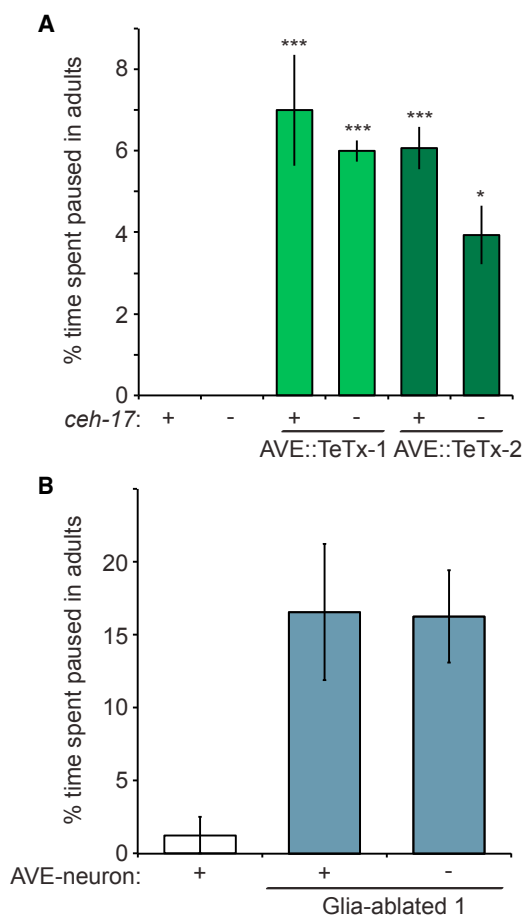 A
% time spent paused in adults
8
6
4
2
0
***
***
***
*
ceh-17: + - + - + -
AVE::TeTx-1 AVE::TeTx-2
B
% time spent paused in adults
20
15
10
5
0
AVE-neuron: + + -
Glia-ablated 1